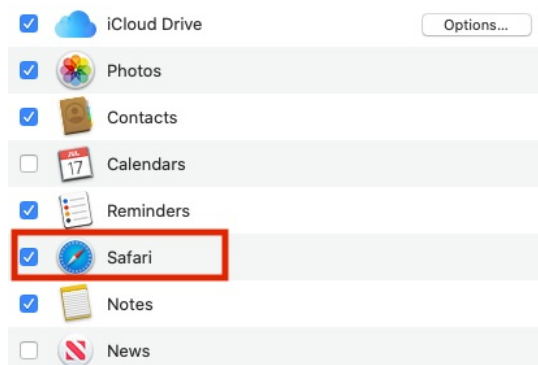 iCloud Drive
Options...
Photos
Contacts
JUL
17
Calendars
Reminders
Safari
Notes
News